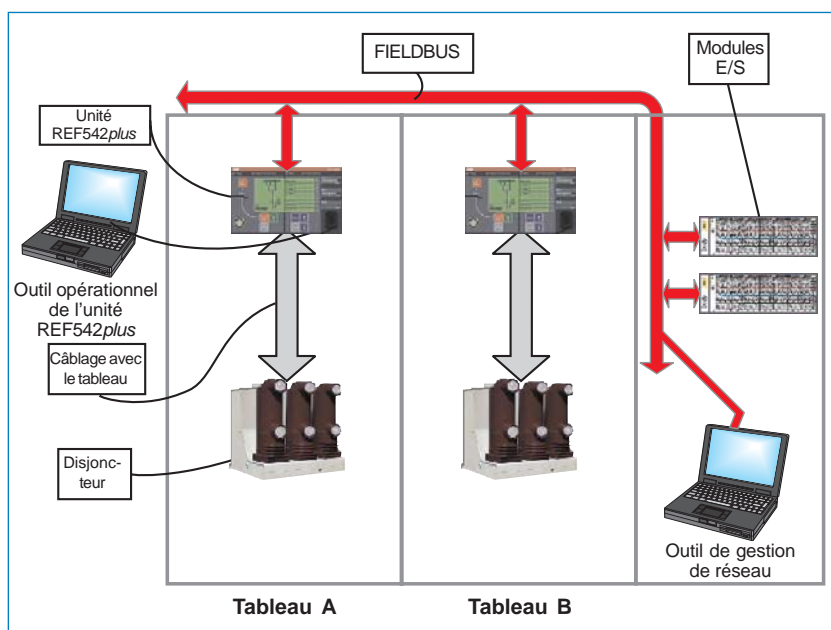 FIELDBUS
Modules
E/S
Unité
REF542plus
Outil opérationnel
de l'unité
REF542plus
Câblage avec
le tableau
Disjonc-
teur
Outil de gestion
de réseau
Tableau A
Tableau B